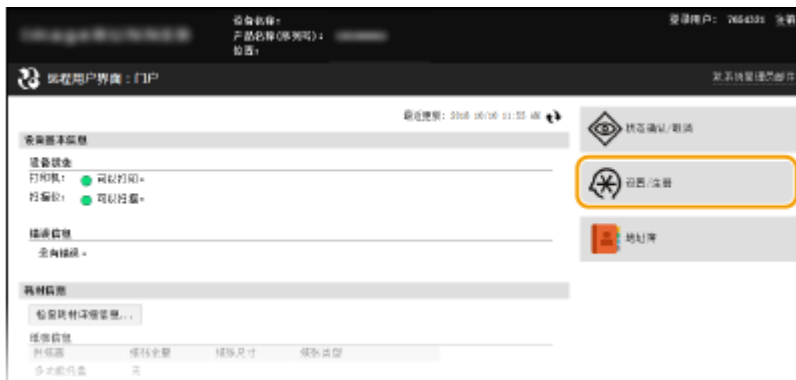 imageRUNNER
设备名称:
产品名称(序列号):
位置:
登录用户: 7654321 注销
远程用户界面:门户
致系统管理员邮件
最近更新:
设备基本信息
设备状态
打印机: 可以打印。
扫描仪: 可以扫描。
错误信息
没有错误。
耗材信息
检查耗材详细信息...
纸张信息
纸张余量 纸张尺寸 纸张类型
多功能托盘 无
状态确认/取消
设置/注册
地址簿